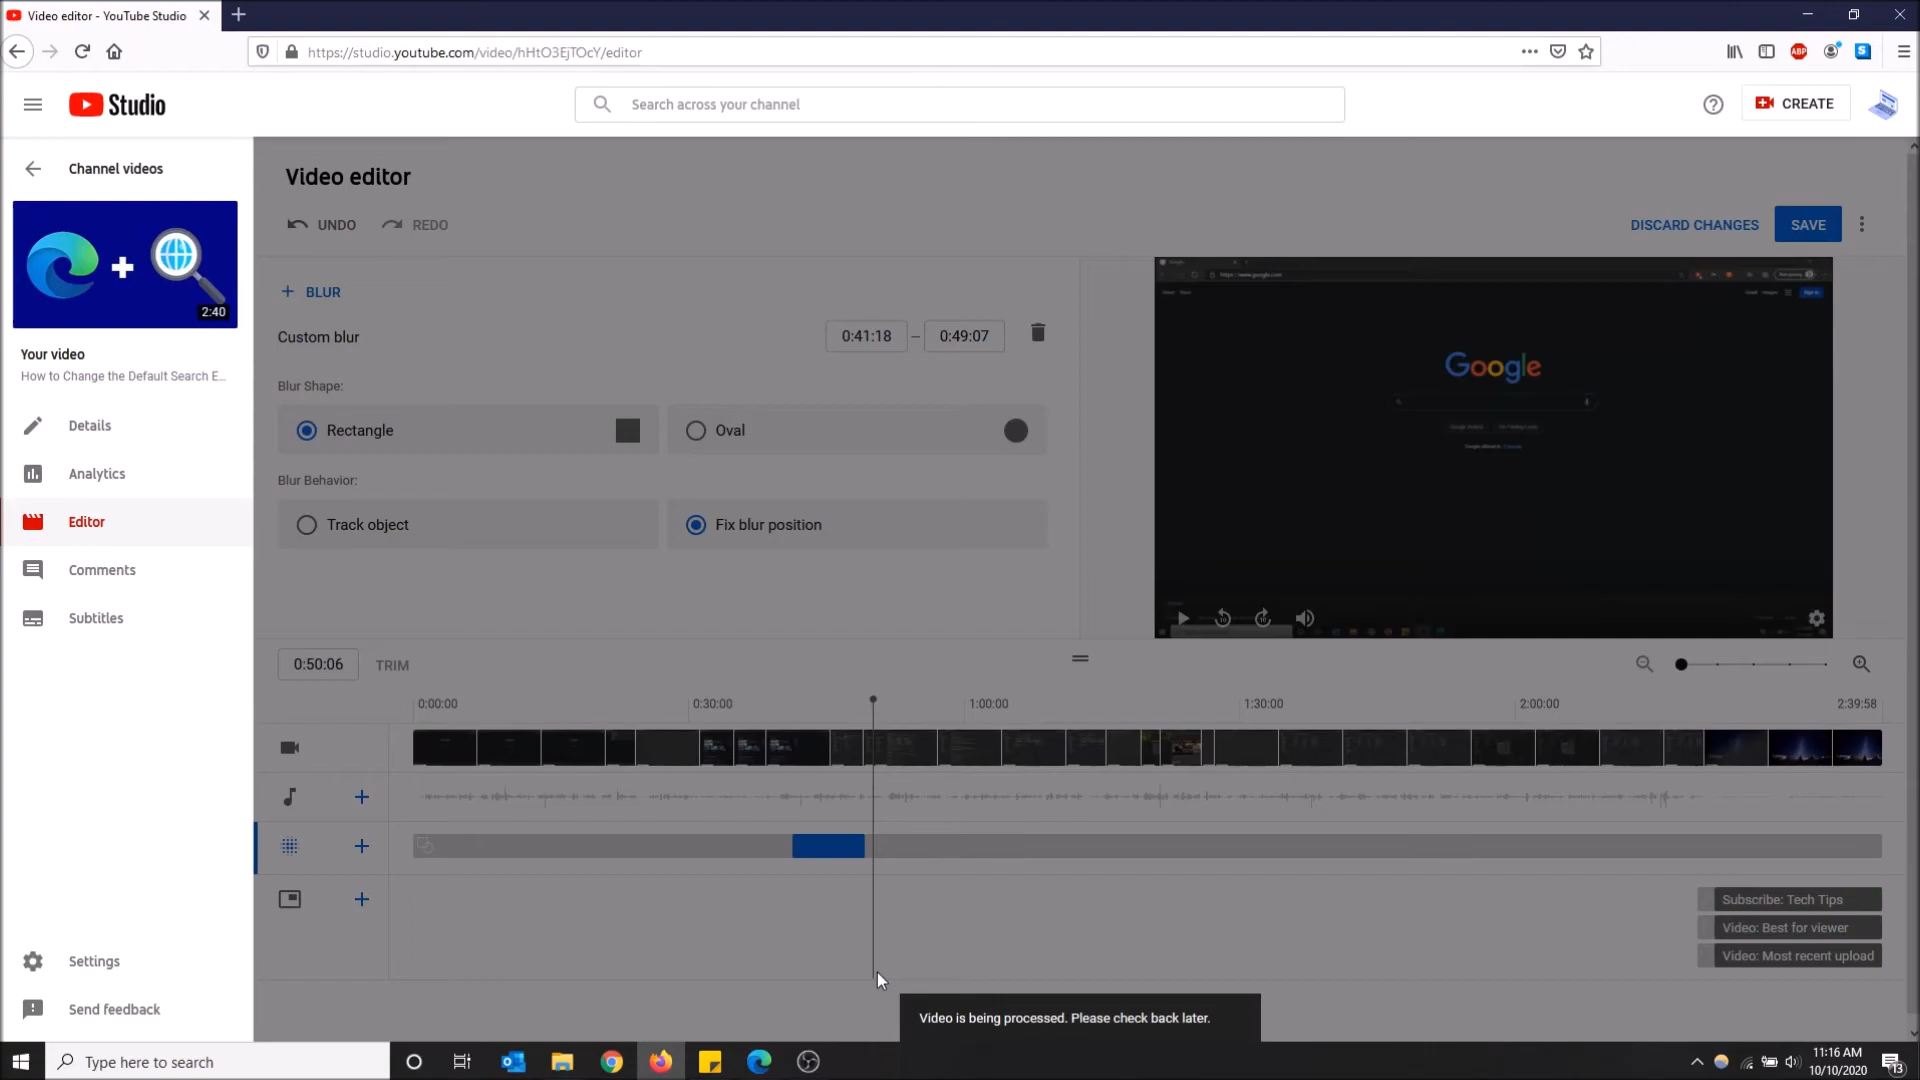 Video editor - YouTube Studio
https://studio.youtube.com/video/hHtO3EjTOcY/editor
Studio
Search across your channel
CREATE
Channel videos
2:40
Your video
How to Change the Default Search E...
Details
Analytics
Editor
Comments
Subtitles
Settings
Send feedback
Video editor
UNDO
REDO
DISCARD CHANGES
SAVE
BLUR
Custom blur
0:41:18 – 0:49:07
Blur Shape:
Rectangle
Oval
Blur Behavior:
Track object
Fix blur position
Google
https://www.google.com
Google
0:50:06
TRIM
0:00:00
0:30:00
1:00:00
1:30:00
2:00:00
2:39:58
Subscribe: Tech Tips
Video: Best for viewer
Video: Most recent upload
Video is being processed. Please check back later.
Type here to search
11:16 AM
10/10/2020
13